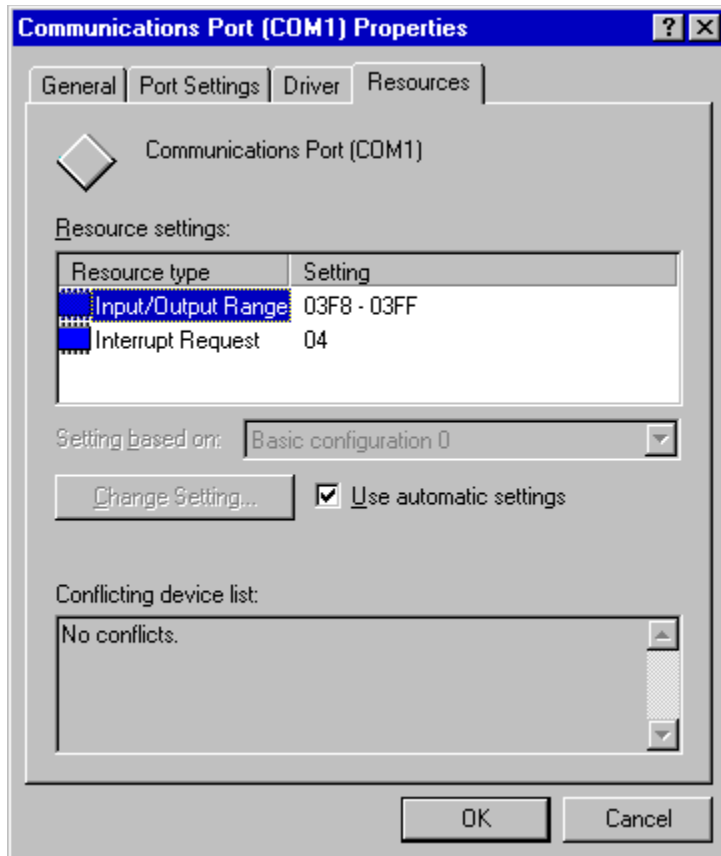 Communications Port (COM1) Properties
General Port Settings Driver Resources
Communications Port (COM1)
Resource settings:
Resource type Setting
Input/Output Range 03F8 - 03FF
Interrupt Request 04
Setting based on: Basic configuration 0
Change Setting... Use automatic settings
Conflicting device list:
No conflicts.
OK Cancel